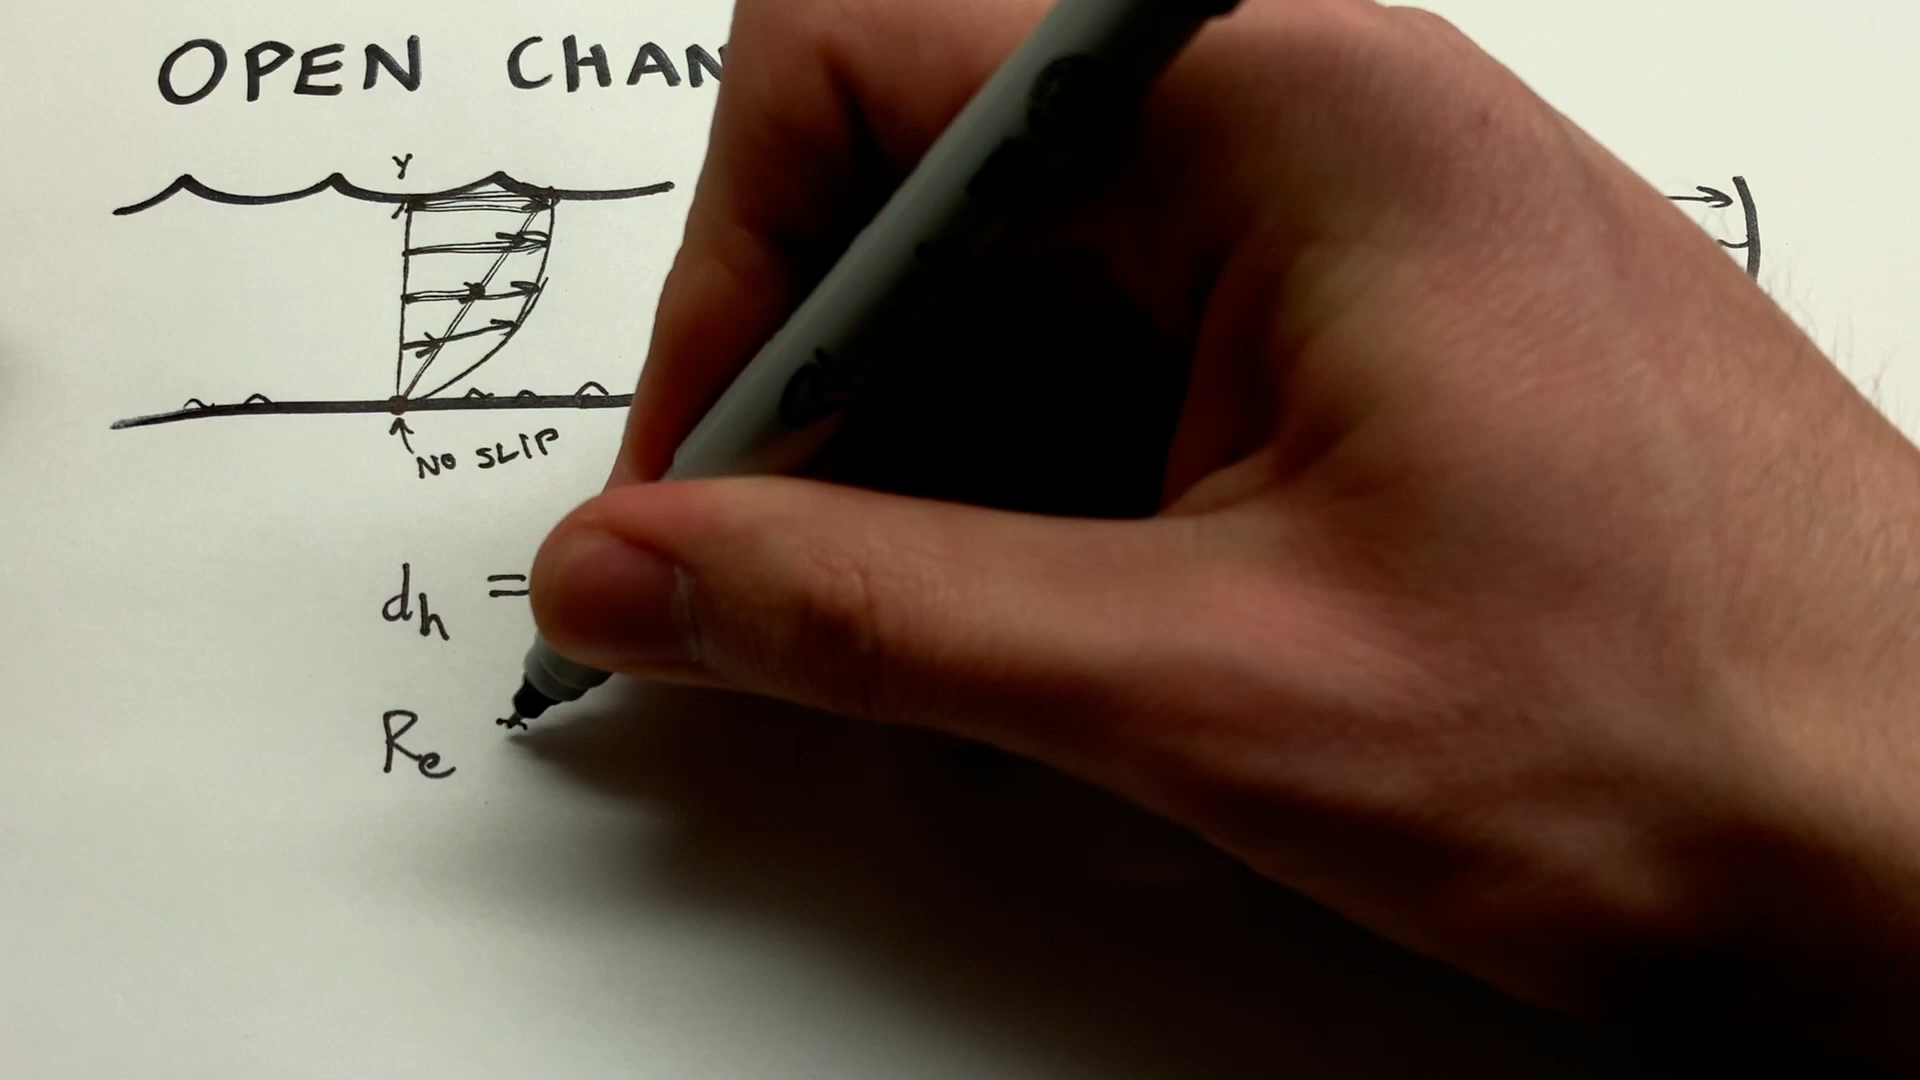 OPEN CHAN
Y
NO SLIP
dh =
Re